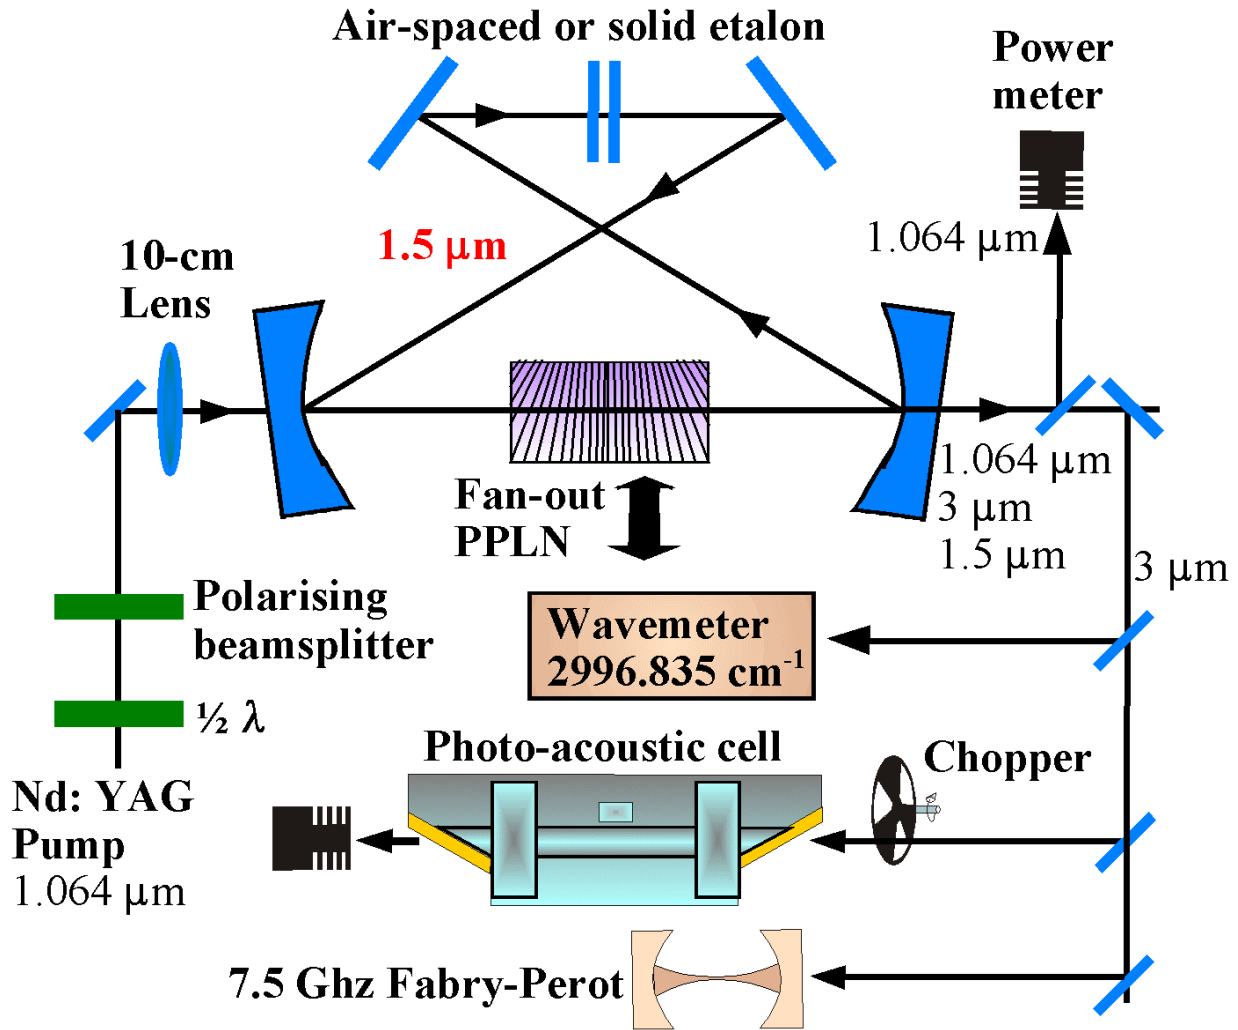 Air-spaced or solid etalon
Power
meter
1.064 μm
1.5 μm
10-cm
Lens
Fan-out
PPLN
1.064 μm
3 μm
1.5 μm
3 μm
Polarising
beamsplitter
Wavemeter
2996.835 cm⁻¹
½ λ
Photo-acoustic cell
Chopper
Nd: YAG
Pump
1.064 μm
7.5 Ghz Fabry-Perot